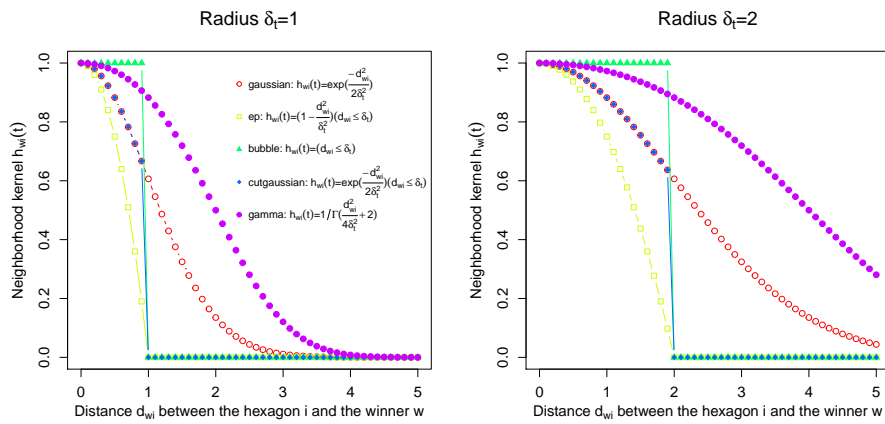 Radius δt=1
Neighborhood kernel hwi(t)
1.0
0.8
0.6
0.4
0.2
0.0
gaussian: hwi(t)=exp(−d²wi/2δ²t)
ep: hwi(t)=(1−d²wi/δ²t)(dwi≤δt)
bubble: hwi(t)=(dwi≤δt)
cutgaussian: hwi(t)=exp(−d²wi/2δ²t)(dwi≤δt)
gamma: hwi(t)=1/Γ(d²wi/4δ²t+2)
0 1 2 3 4 5
Distance dwi between the hexagon i and the winner w
Radius δt=2
Neighborhood kernel hwi(t)
1.0
0.8
0.6
0.4
0.2
0.0
0 1 2 3 4 5
Distance dwi between the hexagon i and the winner w